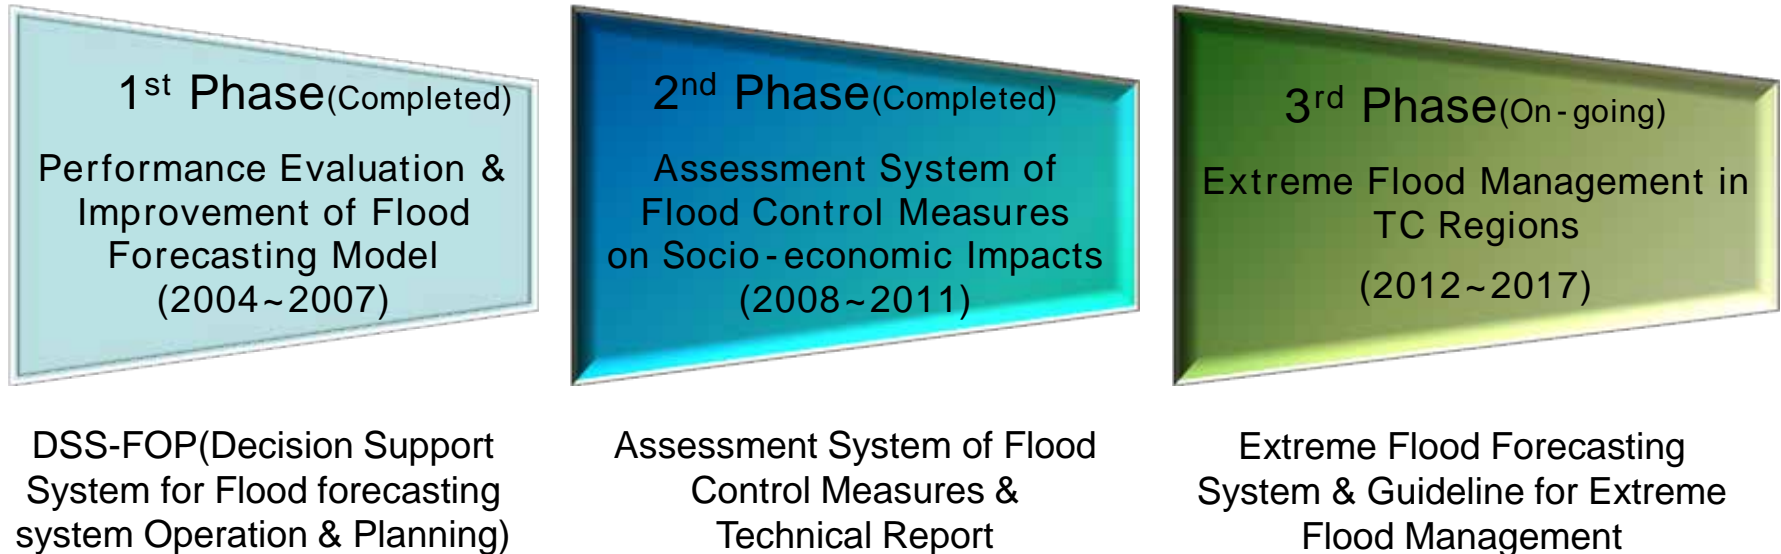 1st Phase(Completed)
Performance Evaluation &
Improvement of Flood
Forecasting Model
(2004~2007)
2nd Phase(Completed)
Assessment System of
Flood Control Measures
on Socio-economic Impacts
(2008~2011)
3rd Phase(On-going)
Extreme Flood Management in
TC Regions
(2012~2017)
DSS-FOP(Decision Support
System for Flood forecasting
system Operation & Planning)
Assessment System of Flood
Control Measures &
Technical Report
Extreme Flood Forecasting
System & Guideline for Extreme
Flood Management